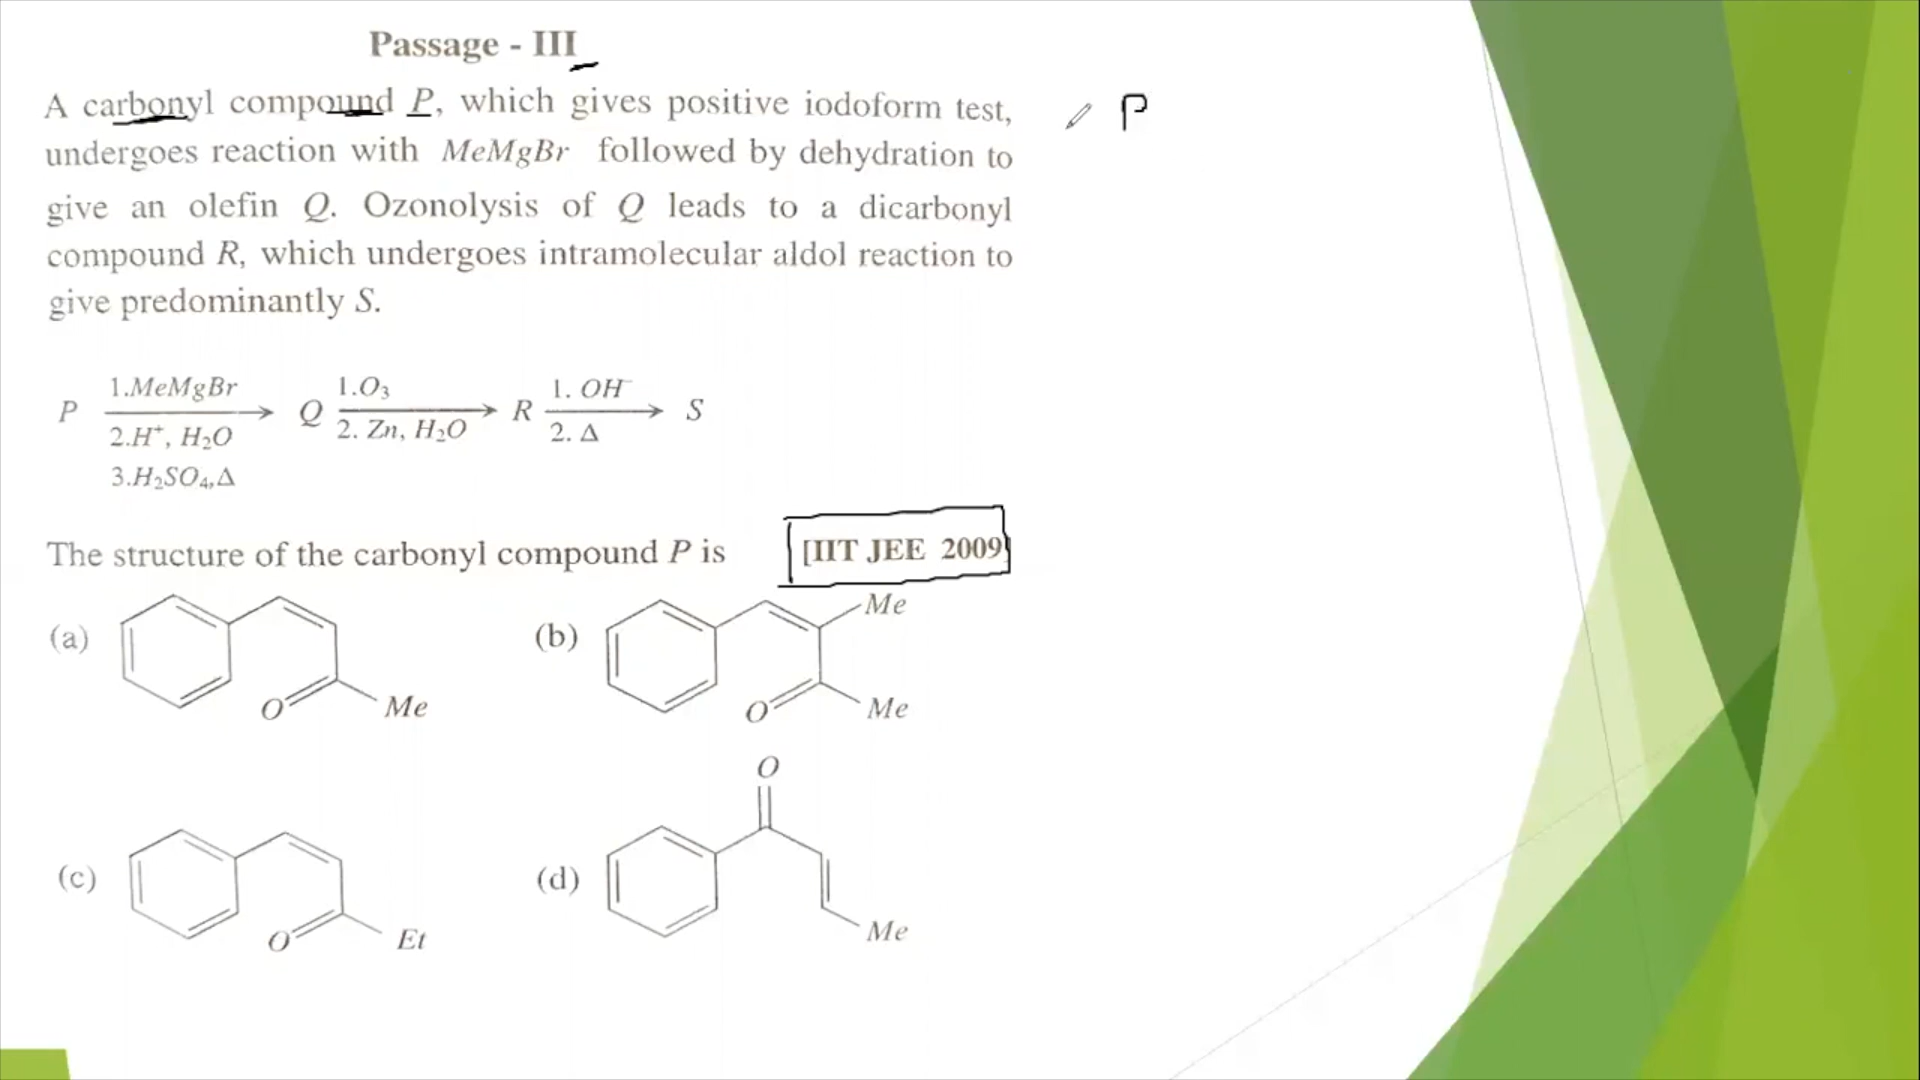 Passage - III
A carbonyl compound P, which gives positive iodoform test,
undergoes reaction with MeMgBr followed by dehydration to
give an olefin Q. Ozonolysis of Q leads to a dicarbonyl
compound R, which undergoes intramolecular aldol reaction to
give predominantly S.
P
P 1.MeMgBr 2.H⁺, H₂O 3.H₂SO₄,Δ → Q 1.O₃ 2. Zn, H₂O → R 1. OH⁻ 2. Δ → S
The structure of the carbonyl compound P is [IIT JEE 2009]
(a) O Me
(b) Me O Me
(c) O Et
(d) O Me